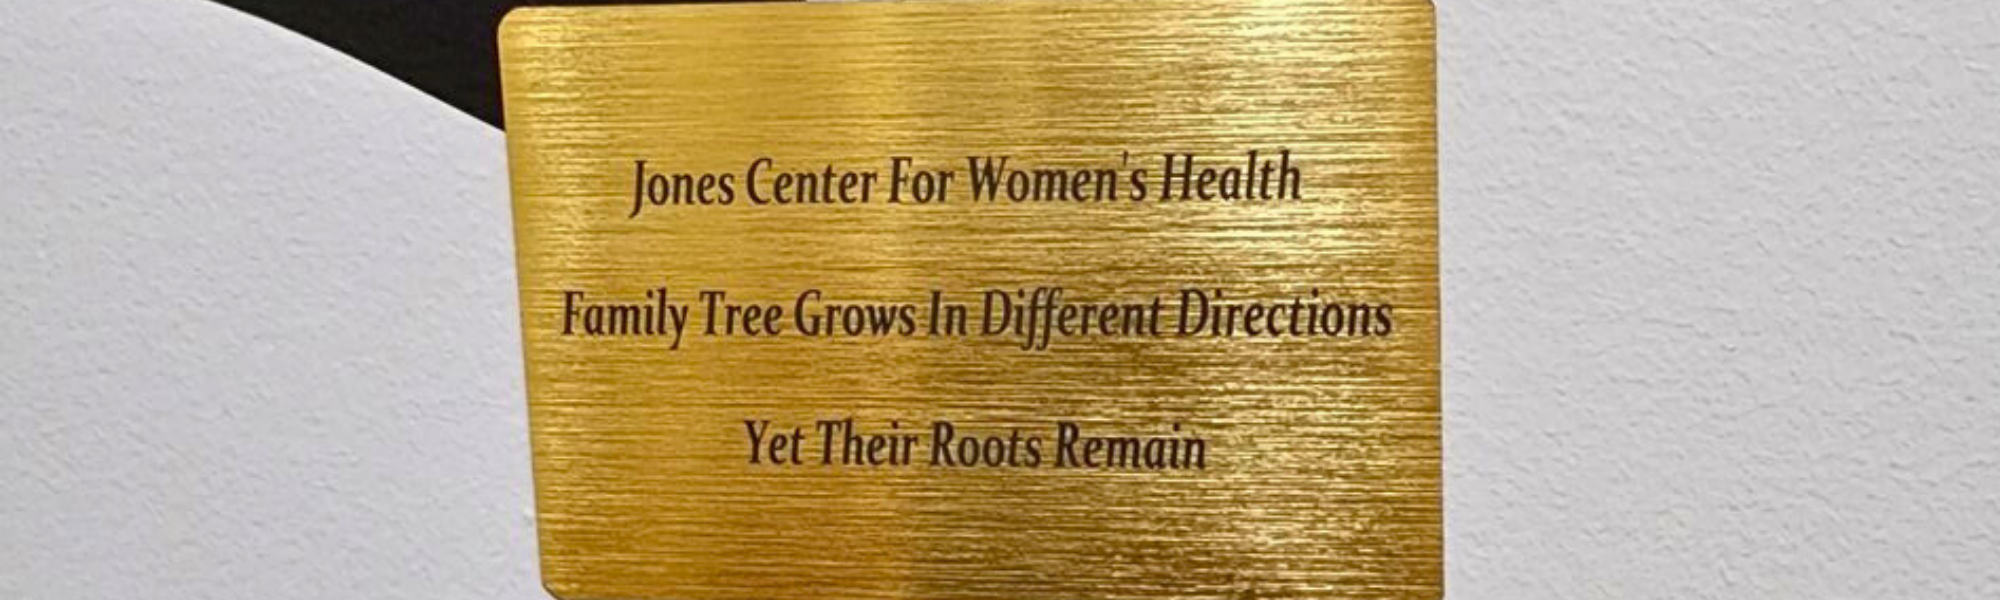 Jones Center For Women's Health
Family Tree Grows In Different Directions
Yet Their Roots Remain